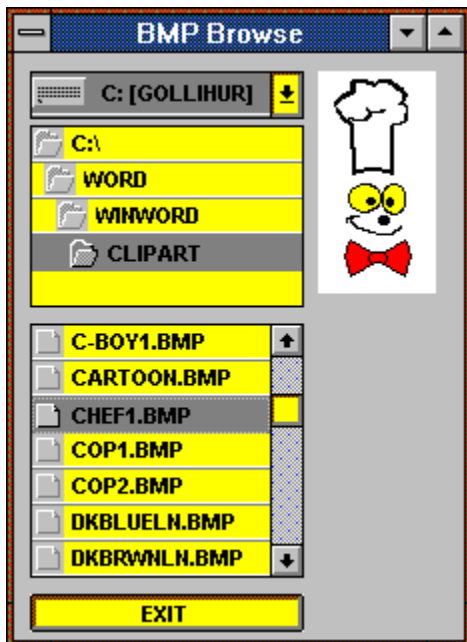 BMP Browse
C: [GOLLIHUR]
C:\
WORD
WINWORD
CLIPART
C-BOY1.BMP
CARTOON.BMP
CHEF1.BMP
COP1.BMP
COP2.BMP
DKBLUELN.BMP
DKBRWNLN.BMP
EXIT